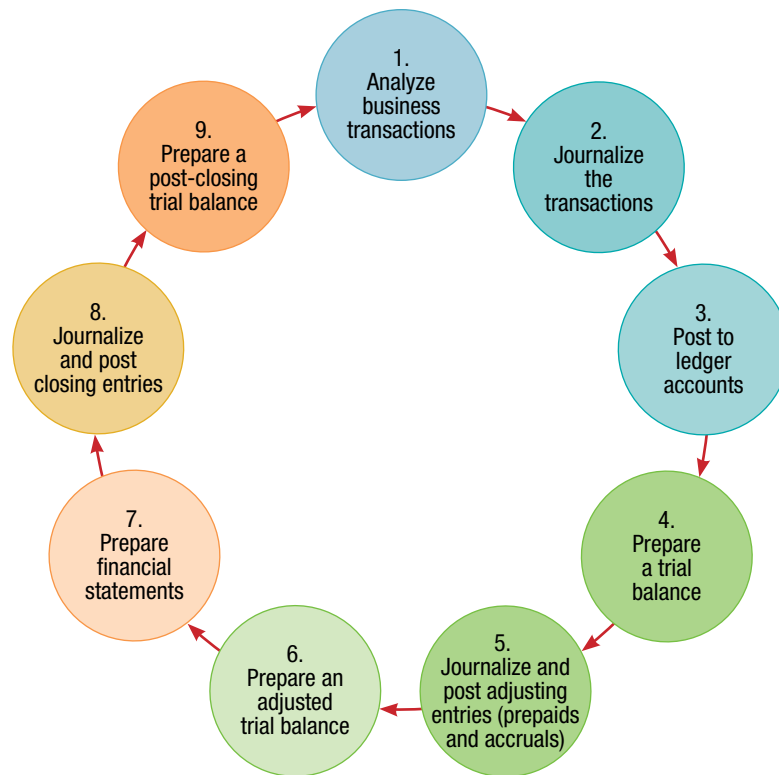 1.
Analyze
business
transactions
2.
Journalize
the
transactions
3.
Post to
ledger
accounts
4.
Prepare
a trial
balance
5.
Journalize and
post adjusting
entries (prepaids
and accruals)
6.
Prepare an
adjusted
trial balance
7.
Prepare
financial
statements
8.
Journalize
and post
closing entries
9.
Prepare a
post-closing
trial balance